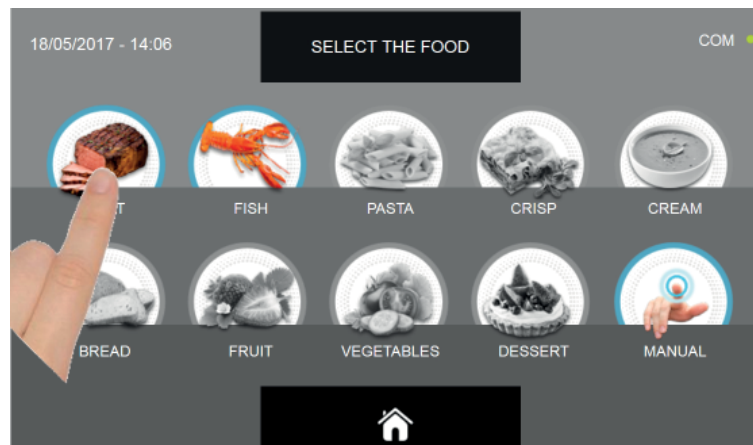 18/05/2017 - 14:06
SELECT THE FOOD
COM
FISH
PASTA
CRISP
CREAM
BREAD
FRUIT
VEGETABLES
DESSERT
MANUAL